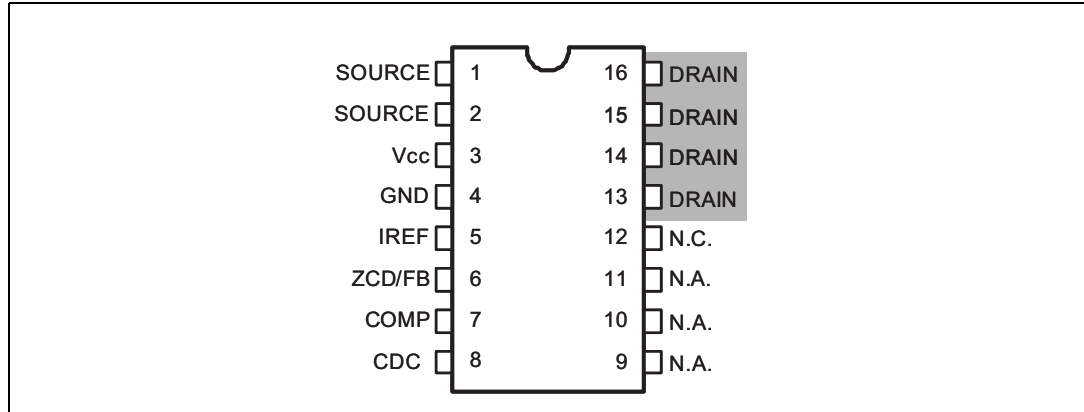 SOURCE 1 16 DRAIN
SOURCE 2 15 DRAIN
Vcc 3 14 DRAIN
GND 4 13 DRAIN
IREF 5 12 N.C.
ZCD/FB 6 11 N.A.
COMP 7 10 N.A.
CDC 8 9 N.A.